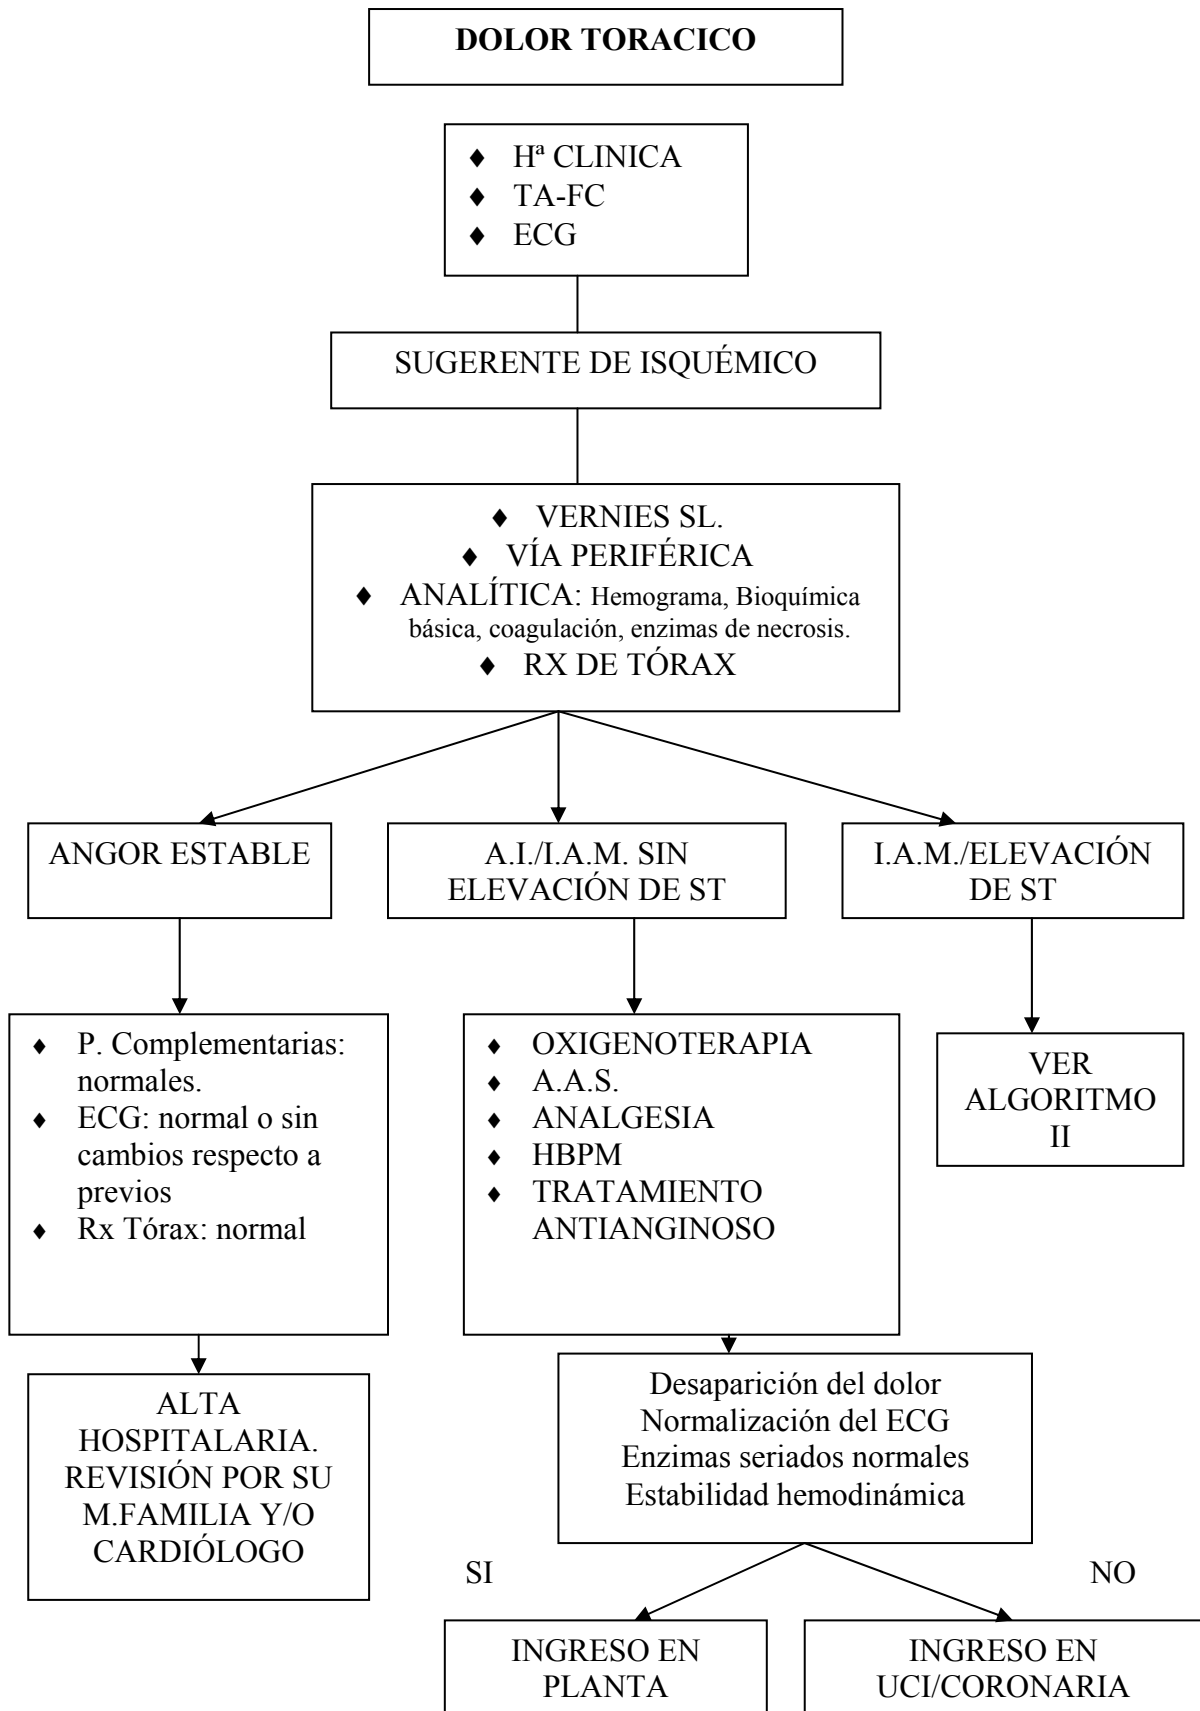 DOLOR TORACICO
♦ Hª CLINICA
♦ TA-FC
♦ ECG
SUGERENTE DE ISQUÉMICO
♦ VERNIES SL.
♦ VÍA PERIFÉRICA
♦ ANALÍTICA: Hemograma, Bioquímica
básica, coagulación, enzimas de necrosis.
♦ RX DE TÓRAX
ANGOR ESTABLE
A.I./I.A.M. SIN
ELEVACIÓN DE ST
I.A.M./ELEVACIÓN
DE ST
♦ P. Complementarias:
normales.
♦ ECG: normal o sin
cambios respecto a
previos
♦ Rx Tórax: normal
♦ OXIGENOTERAPIA
♦ A.A.S.
♦ ANALGESIA
♦ HBPM
♦ TRATAMIENTO
ANTIANGINOSO
VER
ALGORITMO
II
ALTA
HOSPITALARIA.
REVISIÓN POR SU
M.FAMILIA Y/O
CARDIÓLOGO
Desaparición del dolor
Normalización del ECG
Enzimas seriados normales
Estabilidad hemodinámica
SI
NO
INGRESO EN
PLANTA
INGRESO EN
UCI/CORONARIA